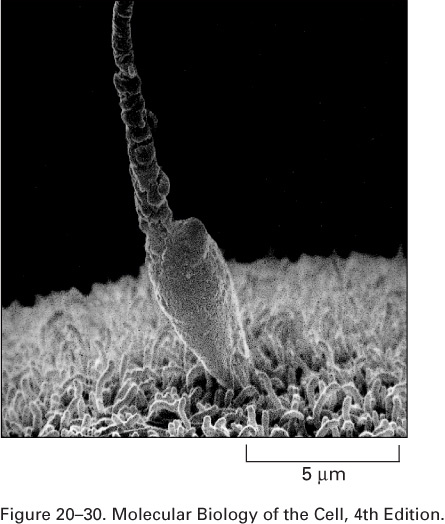 5 μm
Figure 20–30. Molecular Biology of the Cell, 4th Edition.